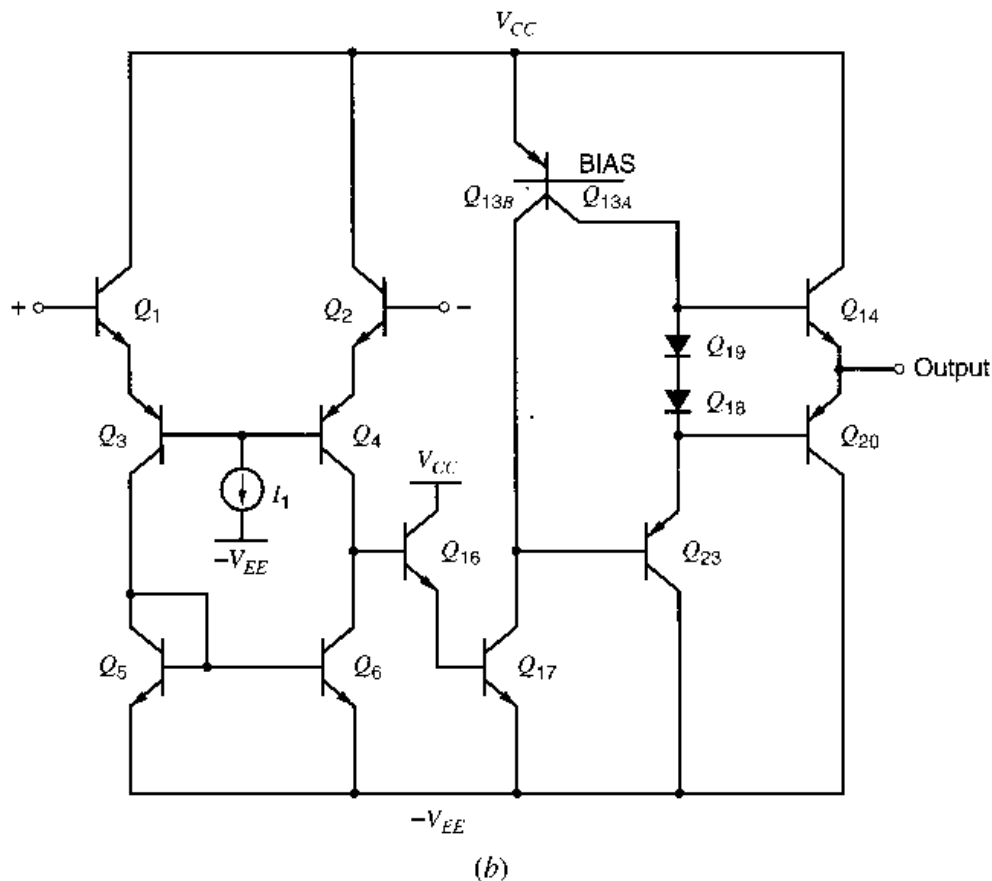 V_CC
BIAS
Q_13B Q_13A
+ Q_1 Q_2 −
Q_14
Q_19
Output
Q_18
Q_3 Q_4 Q_20
V_CC
I_1
−V_EE
Q_16 Q_23
Q_5 Q_6 Q_17
−V_EE
(b)